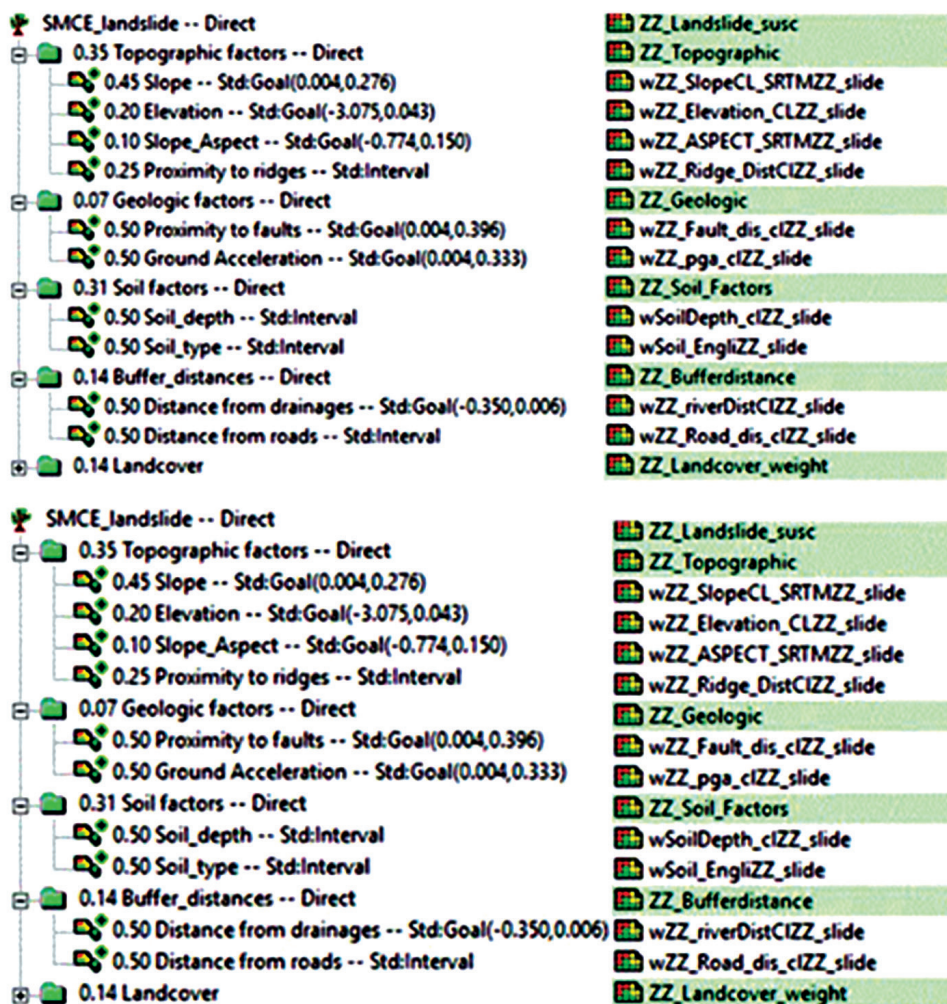 SMCE_landslide -- Direct ZZ_Landslide_susc
0.35 Topographic factors -- Direct ZZ_Topographic
0.45 Slope -- Std:Goal(0.004,0.276) wZZ_SlopeCL_SRTMZZ_slide
0.20 Elevation -- Std:Goal(-3.075,0.043) wZZ_Elevation_CLZZ_slide
0.10 Slope_Aspect -- Std:Goal(-0.774,0.150) wZZ_ASPECT_SRTMZZ_slide
0.25 Proximity to ridges -- Std:Interval wZZ_Ridge_DistClZZ_slide
0.07 Geologic factors -- Direct ZZ_Geologic
0.50 Proximity to faults -- Std:Goal(0.004,0.396) wZZ_Fault_dis_clZZ_slide
0.50 Ground Acceleration -- Std:Goal(0.004,0.333) wZZ_pga_clZZ_slide
0.31 Soil factors -- Direct ZZ_Soil_Factors
0.50 Soil_depth -- Std:Interval wSoilDepth_clZZ_slide
0.50 Soil_type -- Std:Interval wSoil_EngliZZ_slide
0.14 Buffer_distances -- Direct ZZ_Bufferdistance
0.50 Distance from drainages -- Std:Goal(-0.350,0.006) wZZ_riverDistClZZ_slide
0.50 Distance from roads -- Std:Interval wZZ_Road_dis_clZZ_slide
0.14 Landcover ZZ_Landcover_weight
SMCE_landslide -- Direct ZZ_Landslide_susc
0.35 Topographic factors -- Direct ZZ_Topographic
0.45 Slope -- Std:Goal(0.004,0.276) wZZ_SlopeCL_SRTMZZ_slide
0.20 Elevation -- Std:Goal(-3.075,0.043) wZZ_Elevation_CLZZ_slide
0.10 Slope_Aspect -- Std:Goal(-0.774,0.150) wZZ_ASPECT_SRTMZZ_slide
0.25 Proximity to ridges -- Std:Interval wZZ_Ridge_DistClZZ_slide
0.07 Geologic factors -- Direct ZZ_Geologic
0.50 Proximity to faults -- Std:Goal(0.004,0.396) wZZ_Fault_dis_clZZ_slide
0.50 Ground Acceleration -- Std:Goal(0.004,0.333) wZZ_pga_clZZ_slide
0.31 Soil factors -- Direct ZZ_Soil_Factors
0.50 Soil_depth -- Std:Interval wSoilDepth_clZZ_slide
0.50 Soil_type -- Std:Interval wSoil_EngliZZ_slide
0.14 Buffer_distances -- Direct ZZ_Bufferdistance
0.50 Distance from drainages -- Std:Goal(-0.350,0.006) wZZ_riverDistClZZ_slide
0.50 Distance from roads -- Std:Interval wZZ_Road_dis_clZZ_slide
0.14 Landcover ZZ_Landcover_weight